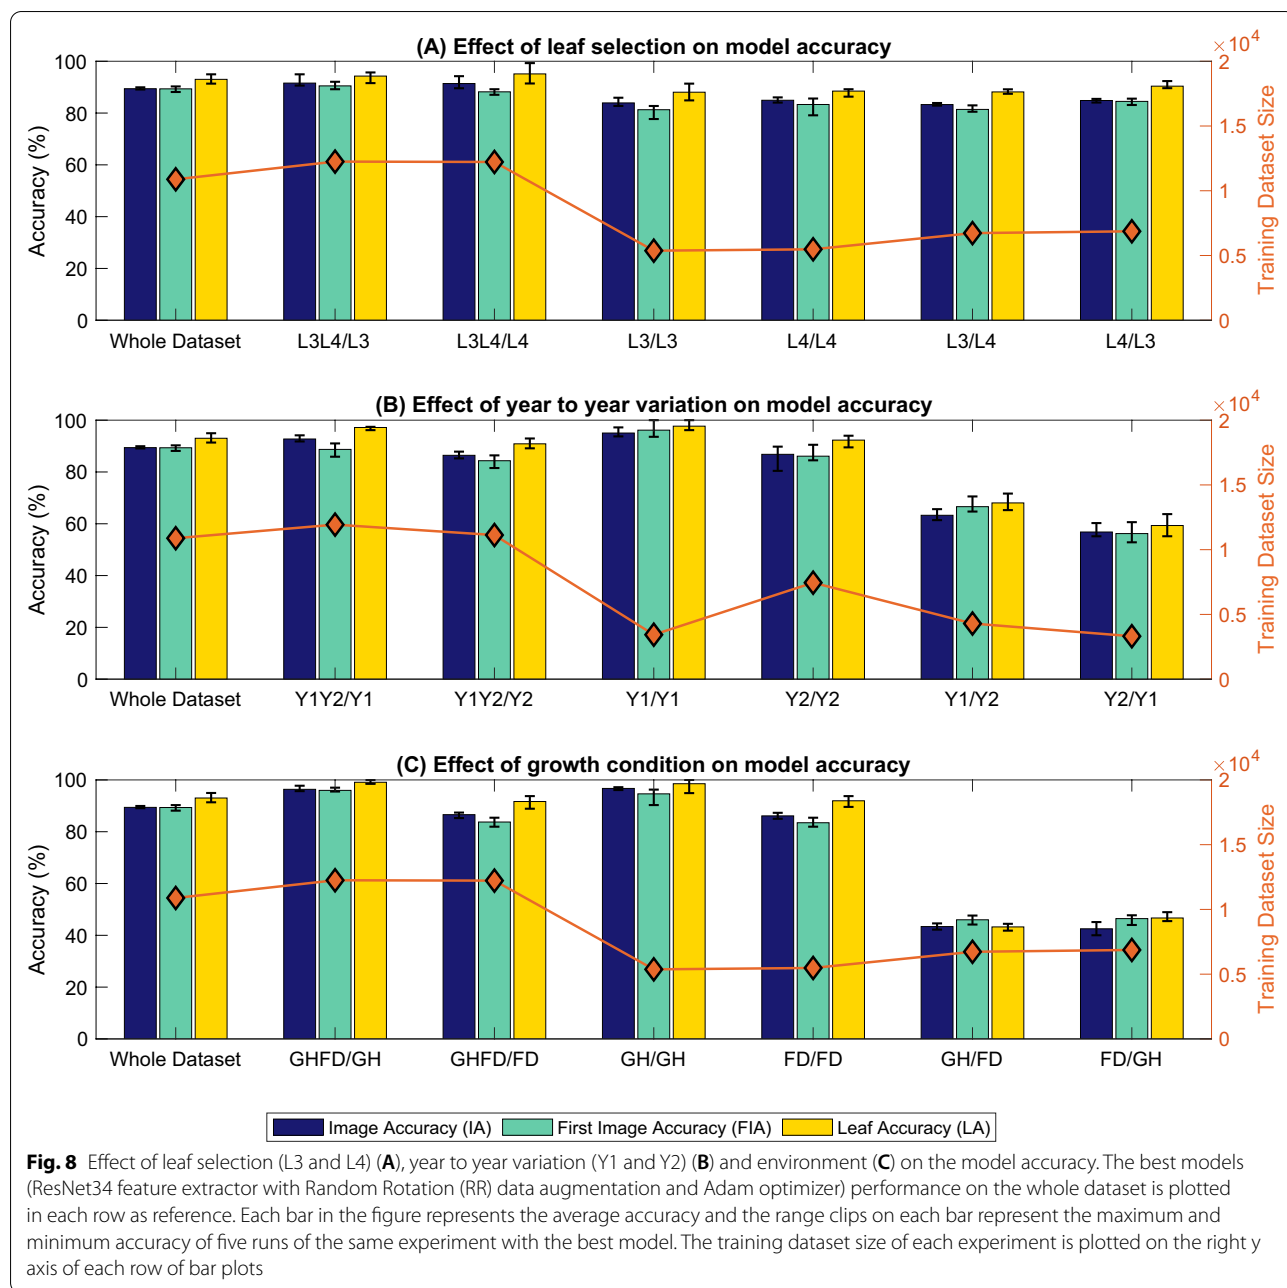 (A) Effect of leaf selection on model accuracy
×10^4
100
80
60
40
20
0
Accuracy (%)
2
1.5
1
0.5
0
Training Dataset Size
Whole Dataset L3L4/L3 L3L4/L4 L3/L3 L4/L4 L3/L4 L4/L3
(B) Effect of year to year variation on model accuracy
×10^4
100
80
60
40
20
0
Accuracy (%)
2
1.5
1
0.5
0
Training Dataset Size
Whole Dataset Y1Y2/Y1 Y1Y2/Y2 Y1/Y1 Y2/Y2 Y1/Y2 Y2/Y1
(C) Effect of growth condition on model accuracy
×10^4
100
80
60
40
20
0
Accuracy (%)
2
1.5
1
0.5
0
Training Dataset Size
Whole Dataset GHFD/GH GHFD/FD GH/GH FD/FD GH/FD FD/GH
Image Accuracy (IA) First Image Accuracy (FIA) Leaf Accuracy (LA)
Fig. 8 Effect of leaf selection (L3 and L4) (A), year to year variation (Y1 and Y2) (B) and environment (C) on the model accuracy. The best models
(ResNet34 feature extractor with Random Rotation (RR) data augmentation and Adam optimizer) performance on the whole dataset is plotted
in each row as reference. Each bar in the figure represents the average accuracy and the range clips on each bar represent the maximum and
minimum accuracy of five runs of the same experiment with the best model. The training dataset size of each experiment is plotted on the right y
axis of each row of bar plots